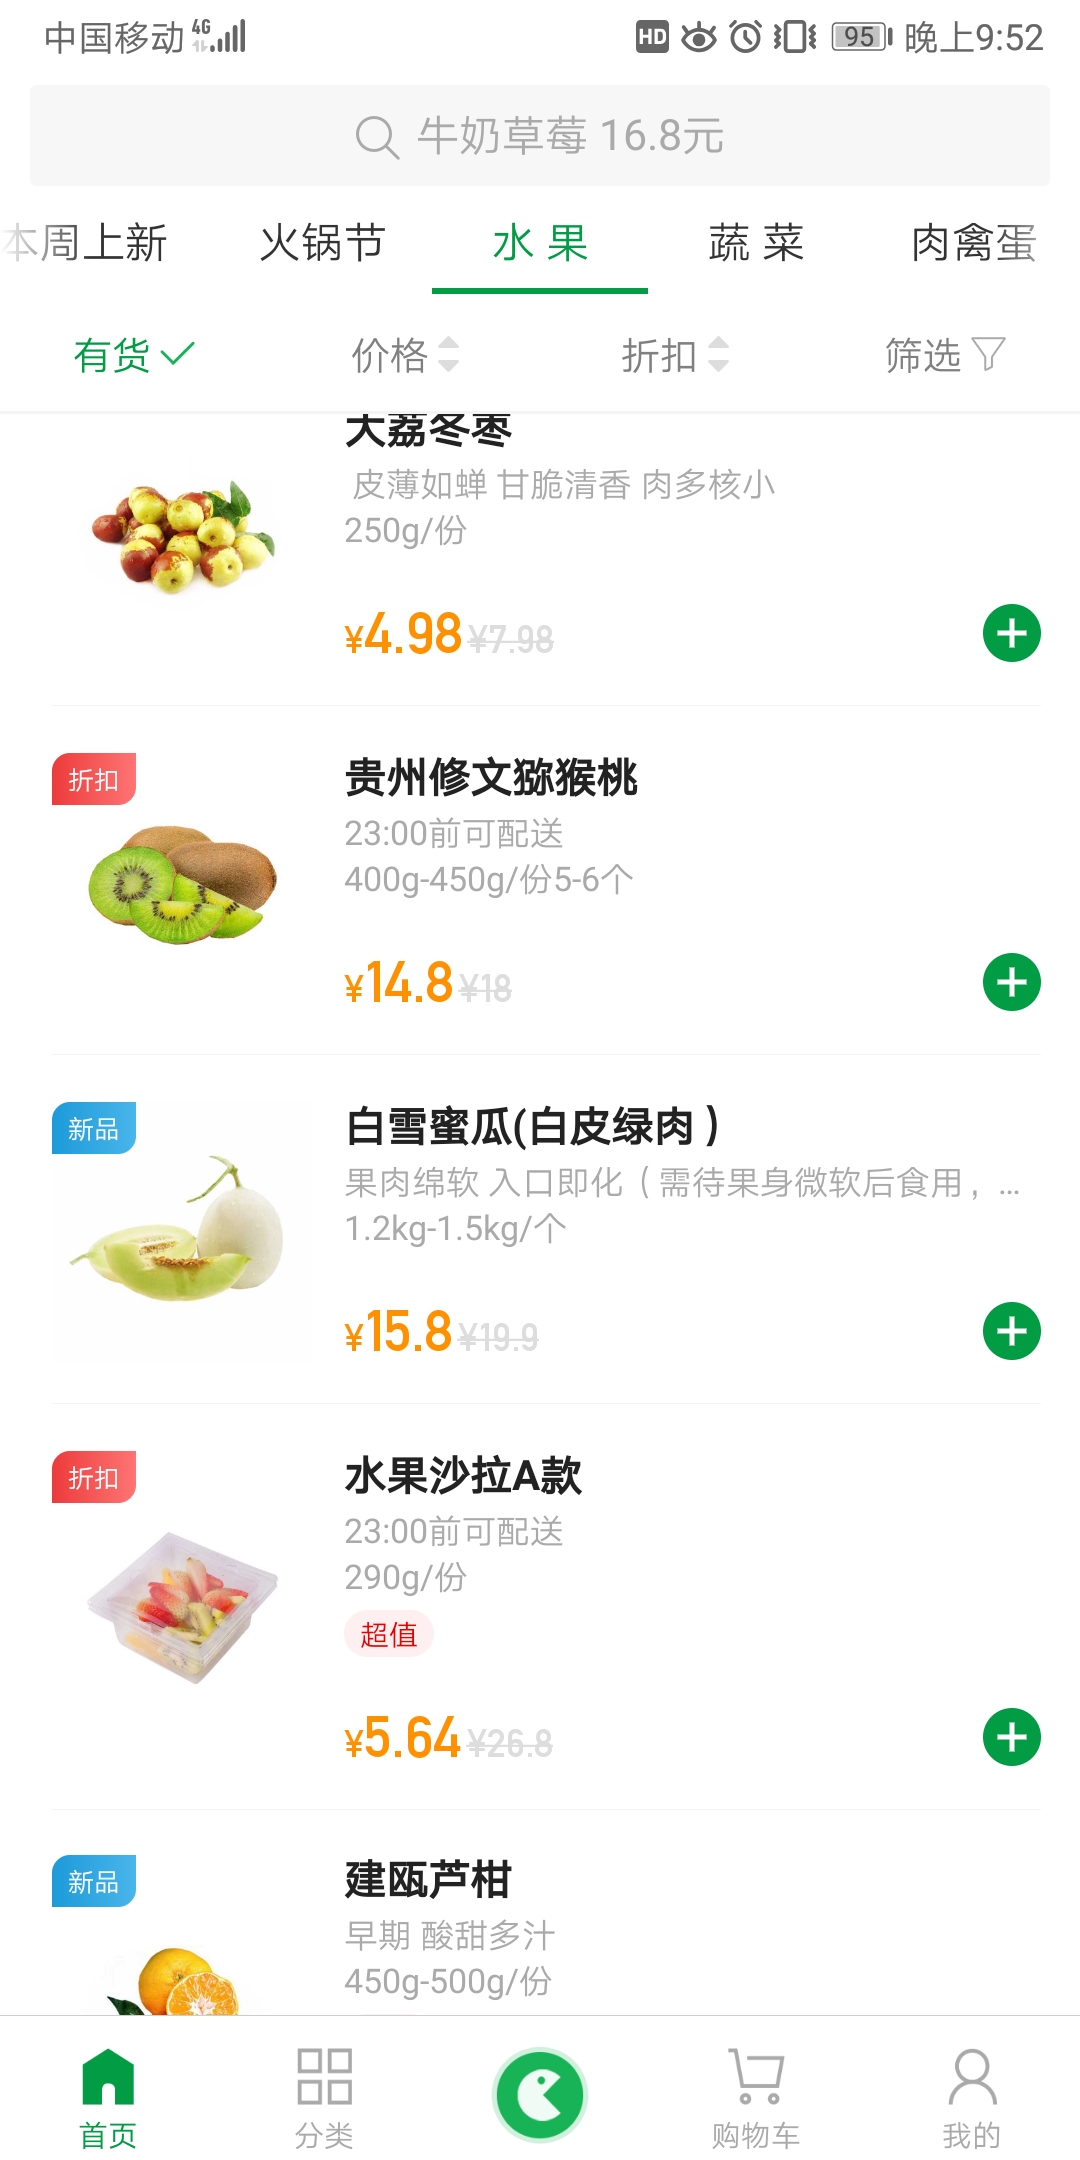 中国移动 4G HD 95 晚上9:52
牛奶草莓 16.8元
本周上新 火锅节 水 果 蔬 菜 肉禽蛋
有货 价格 折扣 筛选
大荔冬枣
皮薄如蝉 甘脆清香 肉多核小
250g/份
¥4.98 ¥7.98
折扣
贵州修文猕猴桃
23:00前可配送
400g-450g/份5-6个
¥14.8 ¥18
新品
白雪蜜瓜(白皮绿肉）
果肉绵软 入口即化（需待果身微软后食用，...
1.2kg-1.5kg/个
¥15.8 ¥19.9
折扣
水果沙拉A款
23:00前可配送
290g/份
超值
¥5.64 ¥26.8
新品
建瓯芦柑
早期 酸甜多汁
450g-500g/份
首页 分类 购物车 我的